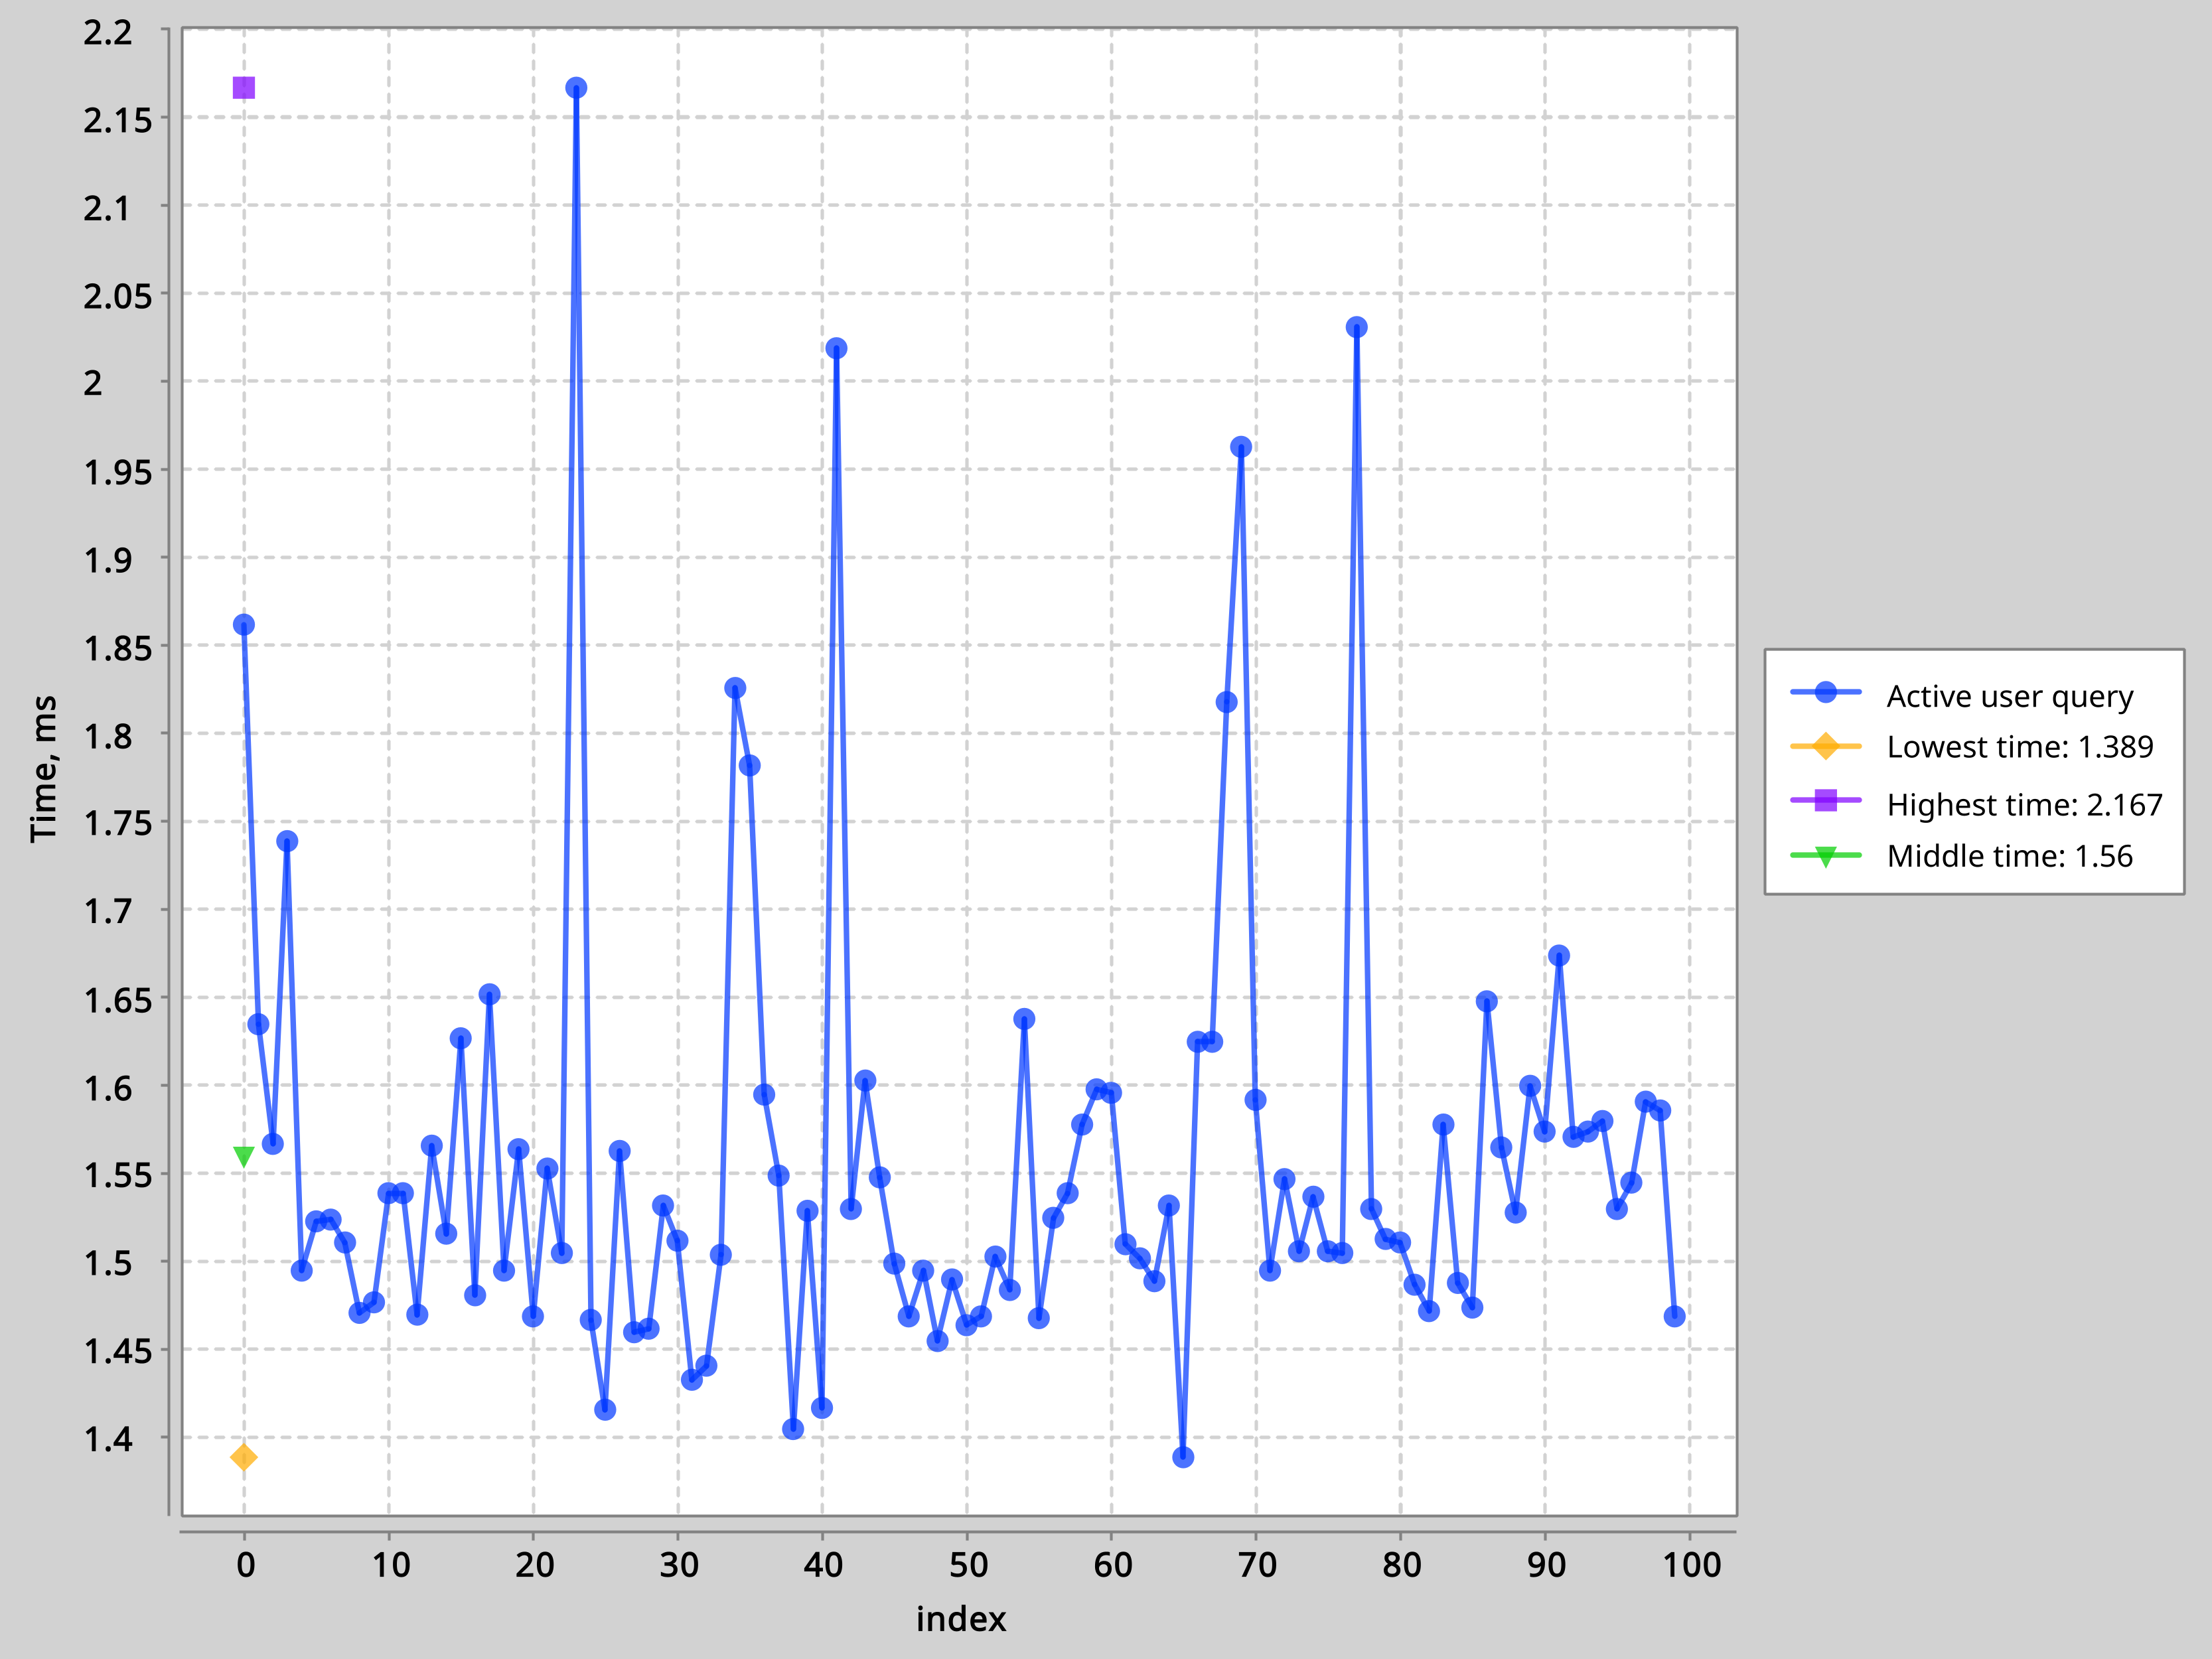 2.2
2.15
2.1
2.05
2
1.95
1.9
1.85
1.8
1.75
1.7
1.65
1.6
1.55
1.5
1.45
1.4
Time, ms
0 10 20 30 40 50 60 70 80 90 100
index
Active user query
Lowest time: 1.389
Highest time: 2.167
Middle time: 1.56